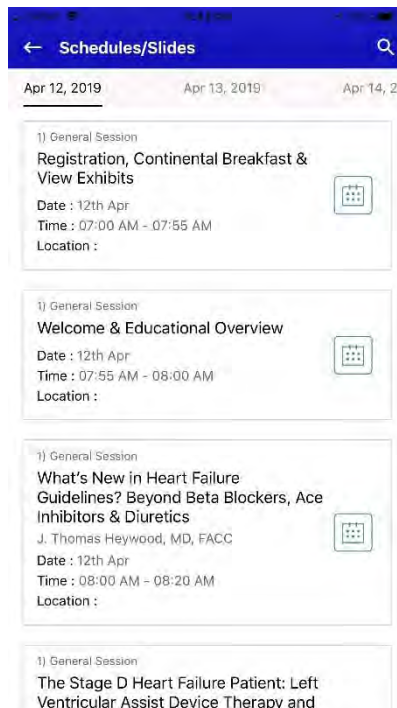 Schedules/Slides
Apr 12, 2019 Apr 13, 2019 Apr 14, 2
1) General Session
Registration, Continental Breakfast &
View Exhibits
Date : 12th Apr
Time : 07:00 AM - 07:55 AM
Location :
1) General Session
Welcome & Educational Overview
Date : 12th Apr
Time : 07:55 AM - 08:00 AM
Location :
1) General Session
What's New in Heart Failure
Guidelines? Beyond Beta Blockers, Ace
Inhibitors & Diuretics
J. Thomas Heywood, MD, FACC
Date : 12th Apr
Time : 08:00 AM - 08:20 AM
Location :
1) General Session
The Stage D Heart Failure Patient: Left
Ventricular Assist Device Therapy and